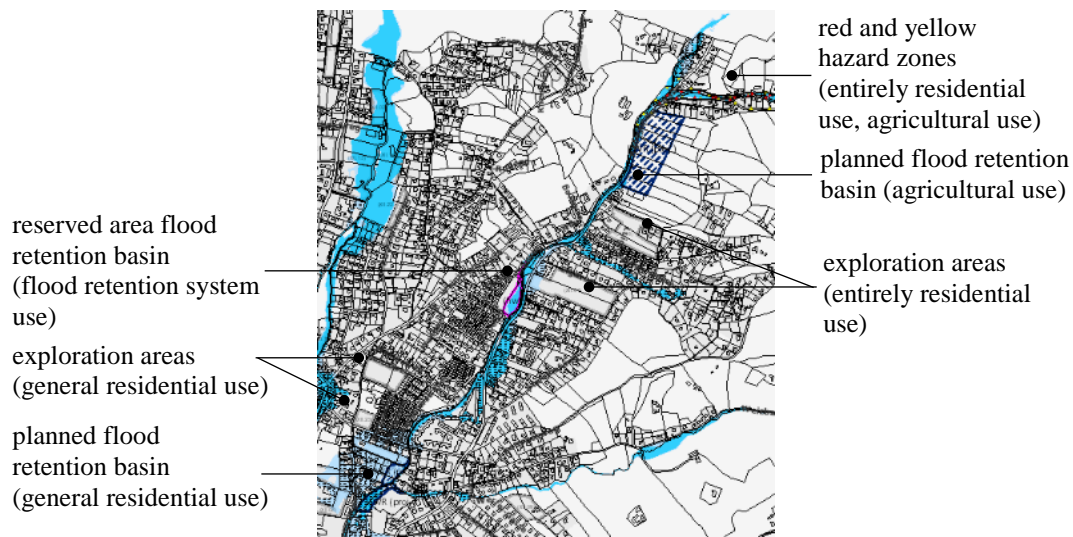 red and yellow
hazard zones
(entirely residential
use, agricultural use)
planned flood retention
basin (agricultural use)
reserved area flood
retention basin
(flood retention system
use)
exploration areas
(entirely residential
use)
exploration areas
(general residential use)
planned flood
retention basin
(general residential use)